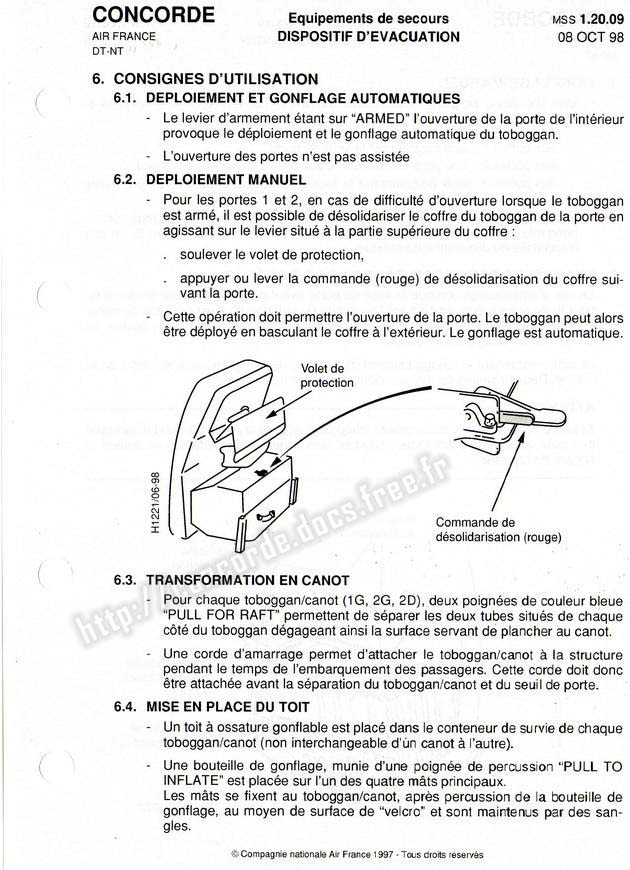 CONCORDE
AIR FRANCE
DT-NT
Equipements de secours
DISPOSITIF D'EVACUATION
MSS 1.20.09
08 OCT 98
6. CONSIGNES D'UTILISATION
6.1. DEPLOIEMENT ET GONFLAGE AUTOMATIQUES
- Le levier d'armement étant sur “ARMED” l'ouverture de la porte de l'intérieur
provoque le déploiement et le gonflage automatique du toboggan.
- L'ouverture des portes n'est pas assistée
6.2. DEPLOIEMENT MANUEL
- Pour les portes 1 et 2, en cas de difficulté d'ouverture lorsque le toboggan
est armé, il est possible de désolidariser le coffre du toboggan de la porte en
agissant sur le levier situé à la partie supérieure du coffre :
. soulever le volet de protection,
. appuyer ou lever la commande (rouge) de désolidarisation du coffre sui-
vant la porte.
- Cette opération doit permettre l'ouverture de la porte. Le toboggan peut alors
être déployé en basculant le coffre à l'extérieur. Le gonflage est automatique.
Volet de
protection
H1221/06-98
Commande de
désolidarisation (rouge)
http://concorde.docs.free.fr
6.3. TRANSFORMATION EN CANOT
- Pour chaque toboggan/canot (1G, 2G, 2D), deux poignées de couleur bleue
“PULL FOR RAFT” permettent de séparer les deux tubes situés de chaque
côté du toboggan dégageant ainsi la surface servant de plancher au canot.
- Une corde d'amarrage permet d'attacher le toboggan/canot à la structure
pendant le temps de l'embarquement des passagers. Cette corde doit donc
être attachée avant la séparation du toboggan/canot et du seuil de porte.
6.4. MISE EN PLACE DU TOIT
- Un toit à ossature gonflable est placé dans le conteneur de survie de chaque
toboggan/canot (non interchangeable d'ùn canot à l'autre).
- Une bouteille de gonflage, munie d'une poignée de percussion “PULL TO
INFLATE” est placée sur l'un des quatre mâts principaux.
Les mâts se fixent au toboggan/canot, après percussion de la bouteille de
gonflage, au moyen de surface de “velcro” et sont maintenus par des san-
gles.
© Compagnie nationale Air France 1997 - Tous droits réservés